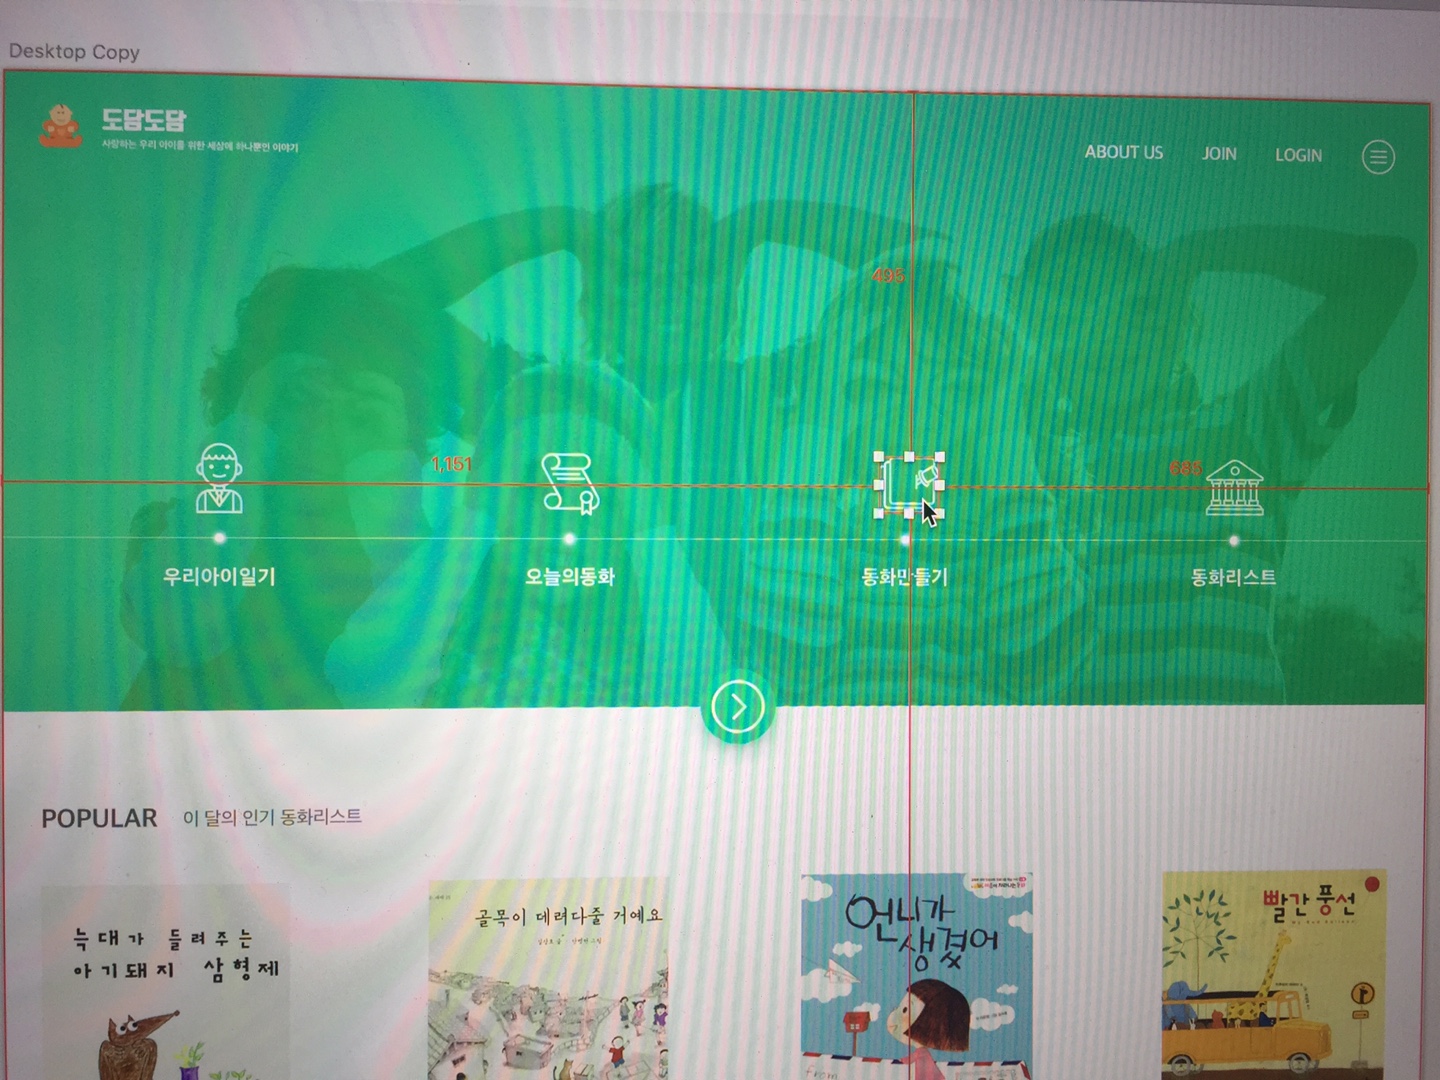 Desktop Copy
도담도담
사랑하는 우리 아이를 위한 세상에 하나뿐인 이야기
ABOUT US JOIN LOGIN
495
1,151
685
우리아이일기 오늘의동화 동화만들기 동화리스트
POPULAR 이 달의 인기 동화리스트
늑대가 들려주는
아기돼지 삼형제
골목이 데려다줄 거예요
언니가
생겼어
from
빨간 풍선